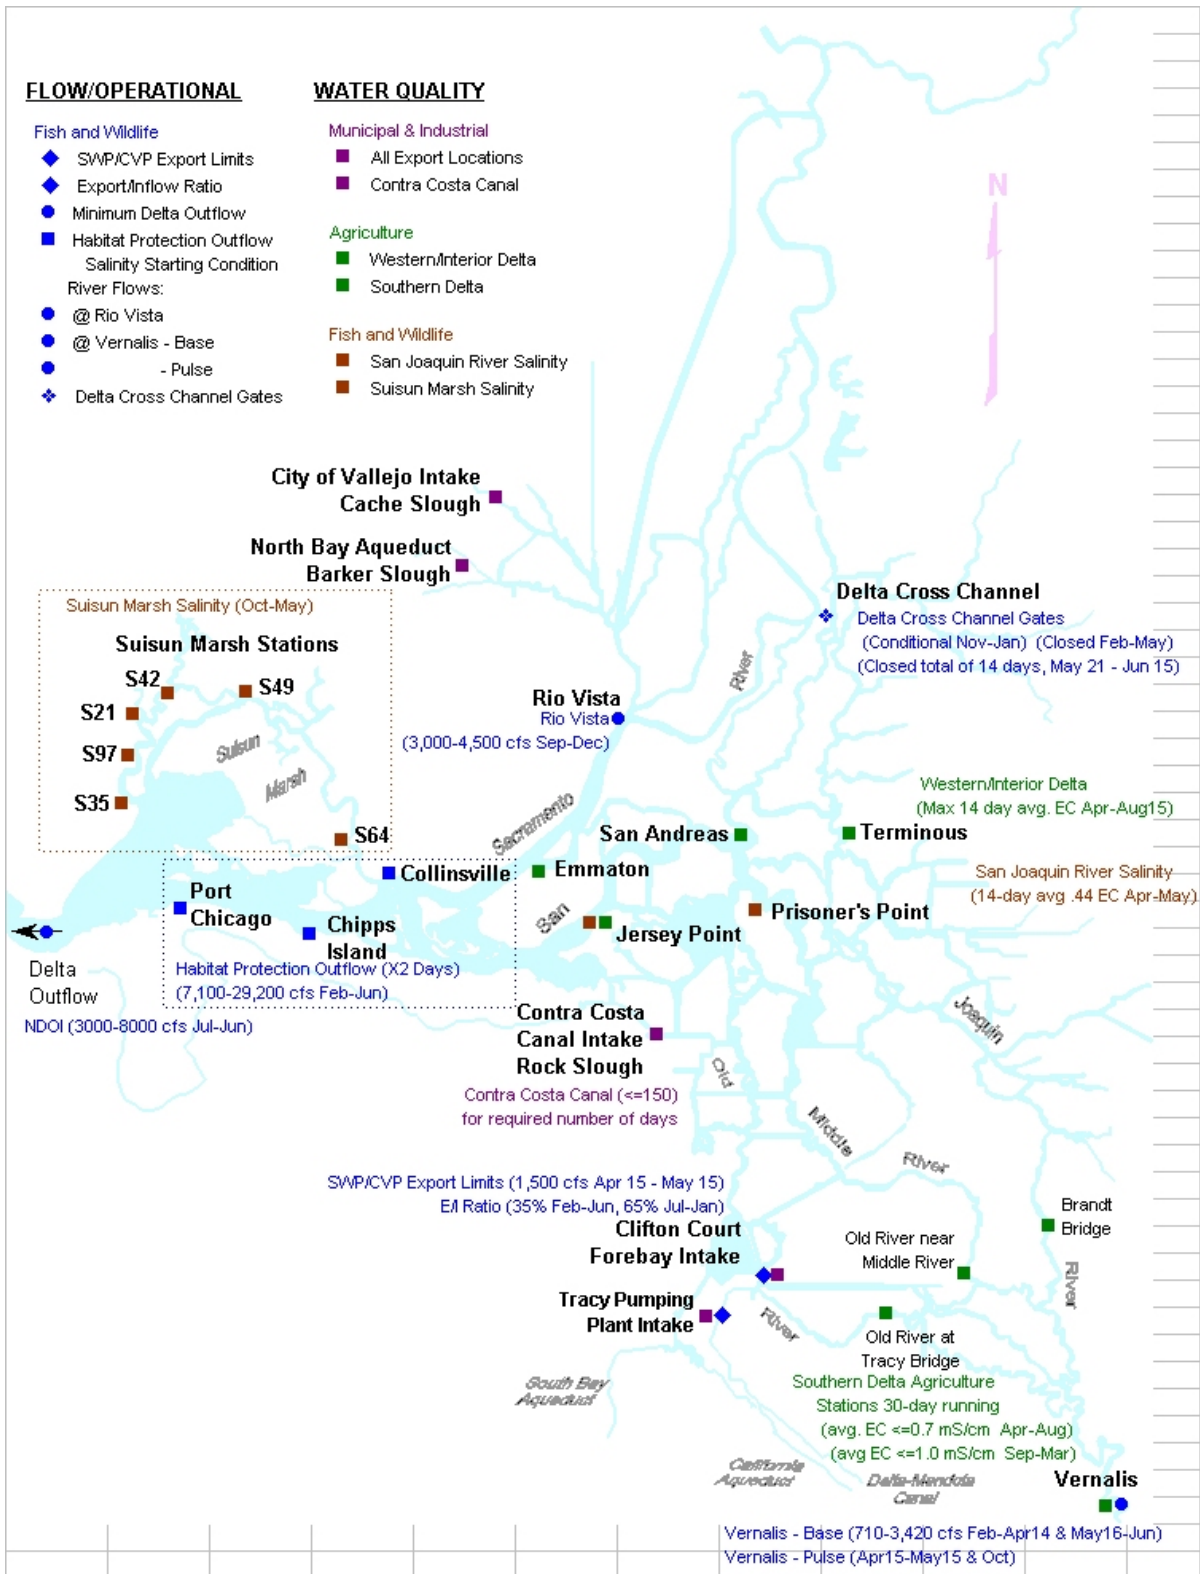 FLOW/OPERATIONAL
Fish and Wildlife
SWP/CVP Export Limits
Export/Inflow Ratio
Minimum Delta Outflow
Habitat Protection Outflow
Salinity Starting Condition
River Flows:
@ Rio Vista
@ Vernalis - Base
- Pulse
Delta Cross Channel Gates
WATER QUALITY
Municipal & Industrial
All Export Locations
Contra Costa Canal
Agriculture
Western/Interior Delta
Southern Delta
Fish and Wildlife
San Joaquin River Salinity
Suisun Marsh Salinity
N
City of Vallejo Intake
Cache Slough
North Bay Aqueduct
Barker Slough
Suisun Marsh Salinity (Oct-May)
Suisun Marsh Stations
S42
S49
S21
S97
S35
S64
Suisun
Marsh
Delta Cross Channel
Delta Cross Channel Gates
(Conditional Nov-Jan) (Closed Feb-May)
(Closed total of 14 days, May 21 - Jun 15)
River
Rio Vista
Rio Vista
(3,000-4,500 cfs Sep-Dec)
Sacramento
Western/Interior Delta
(Max 14 day avg. EC Apr-Aug15)
San Andreas
Terminous
Emmaton
Collinsville
San Joaquin River Salinity
(14-day avg .44 EC Apr-May)
Port
Chicago
Chipps
Island
San
Jersey Point
Prisoner's Point
Habitat Protection Outflow (X2 Days)
(7,100-29,200 cfs Feb-Jun)
Delta
Outflow
NDOI (3000-8000 cfs Jul-Jun)
Contra Costa
Canal Intake
Rock Slough
Contra Costa Canal (<=150)
for required number of days
Joaquin
Old
Middle
River
SWP/CVP Export Limits (1,500 cfs Apr 15 - May 15)
E/I Ratio (35% Feb-Jun, 65% Jul-Jan)
Clifton Court
Forebay Intake
Brandt
Bridge
Old River near
Middle River
River
Tracy Pumping
Plant Intake
River
Old River at
Tracy Bridge
South Bay
Aqueduct
Southern Delta Agriculture
Stations 30-day running
(avg. EC <=0.7 mS/cm Apr-Aug)
(avg EC <=1.0 mS/cm Sep-Mar)
California
Aqueduct
Delta-Mendota
Canal
Vernalis
Vernalis - Base (710-3,420 cfs Feb-Apr14 & May16-Jun)
Vernalis - Pulse (Apr15-May15 & Oct)